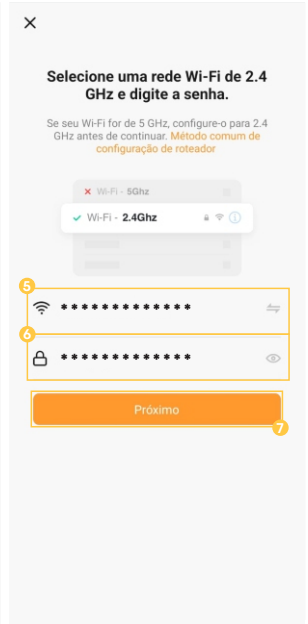 Selecione uma rede Wi-Fi de 2.4
GHz e digite a senha.
Se seu Wi-Fi for de 5 GHz, configure-o para 2.4
GHz antes de continuar. Método comum de
configuração de roteador
Wi-Fi - 5Ghz
Wi-Fi - 2.4Ghz
5
*************
6
*************
Próximo
7